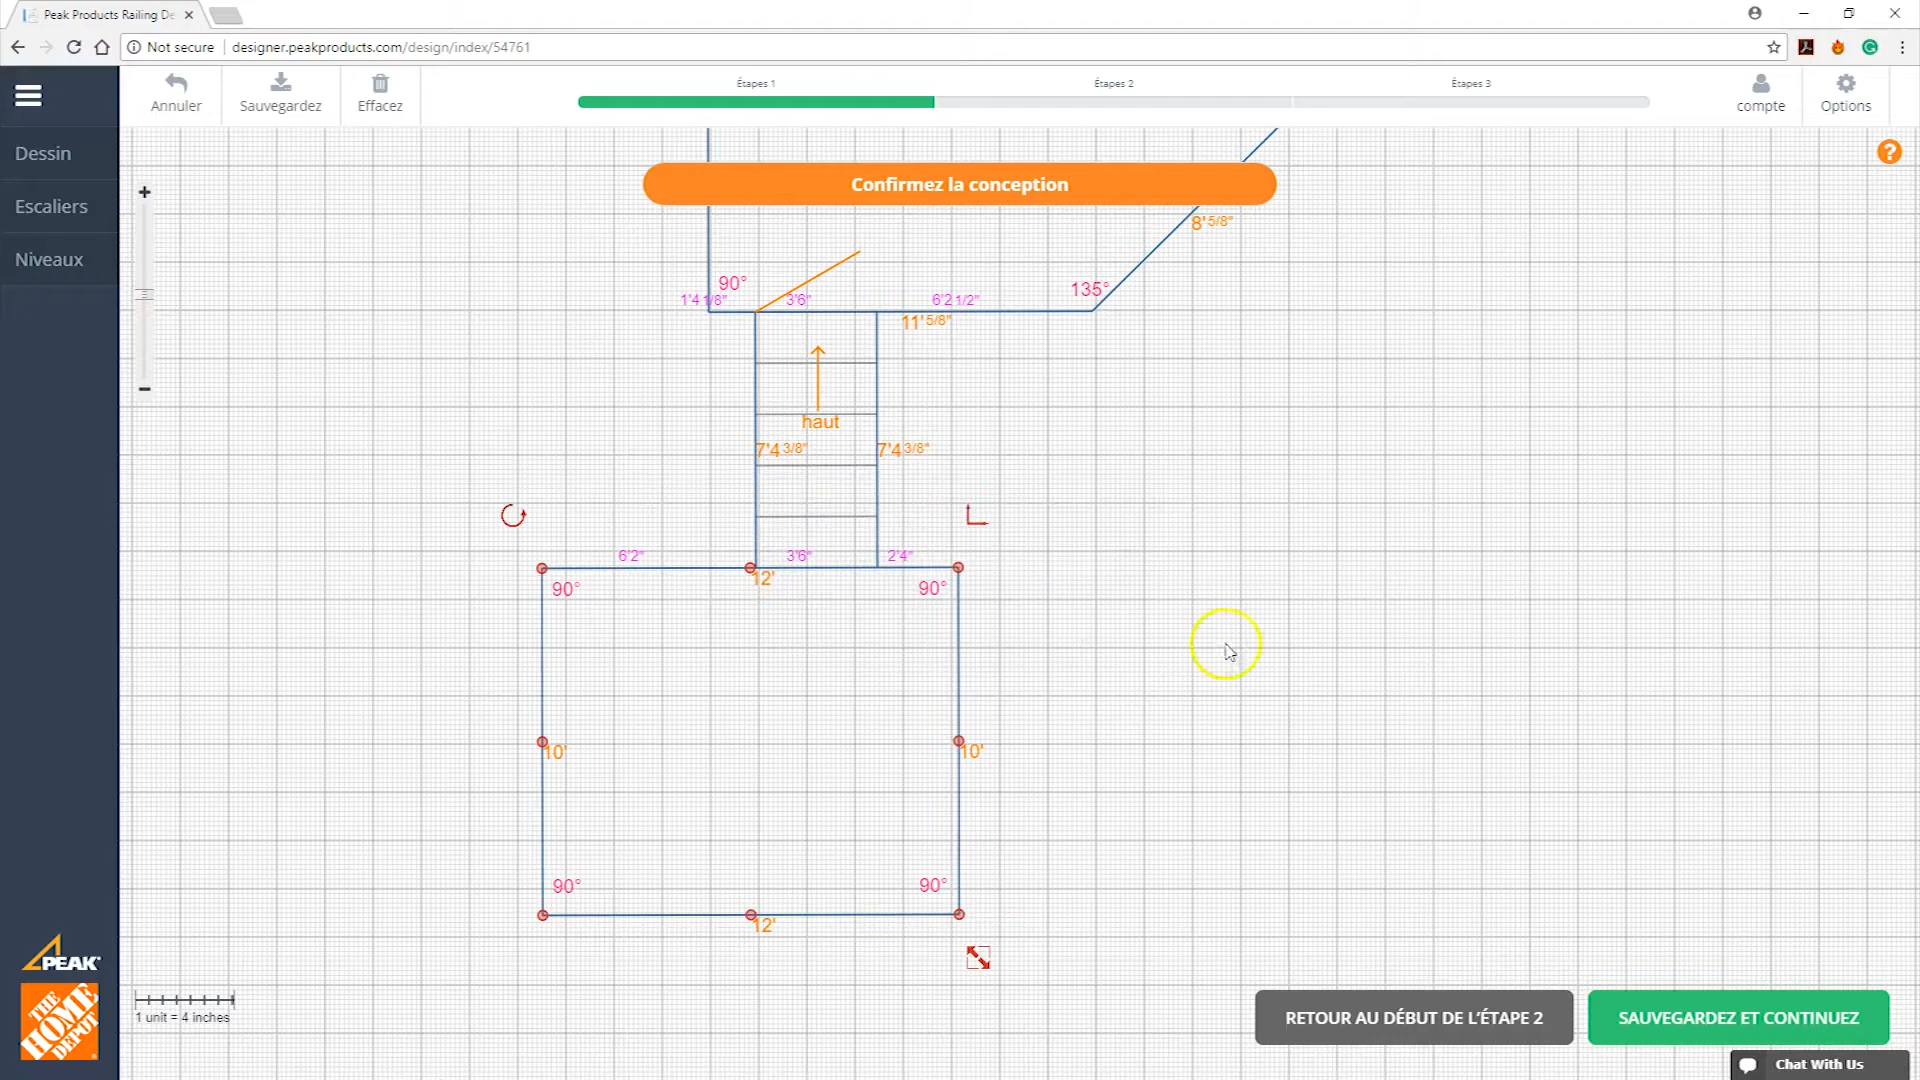 Peak Products Railing De
Not secure
designer.peakproducts.com/design/index/54761
Annuler
Sauvegardez
Effacez
Étapes 1
Étapes 2
Étapes 3
compte
Options
Dessin
Escaliers
Niveaux
+
-
Confirmez la conception
?
8' 5/8"
90°
135°
1'4 1/8"
3'6"
6'2 1/2"
11' 5/8"
haut
7'4 3/8"
7'4 3/8"
6'2"
3'6"
2'4"
12'
90°
90°
10'
10'
90°
90°
12'
PEAK
THE
HOME
DEPOT
1 unit = 4 inches
RETOUR AU DÉBUT DE L'ÉTAPE 2
SAUVEGARDEZ ET CONTINUEZ
Chat With Us